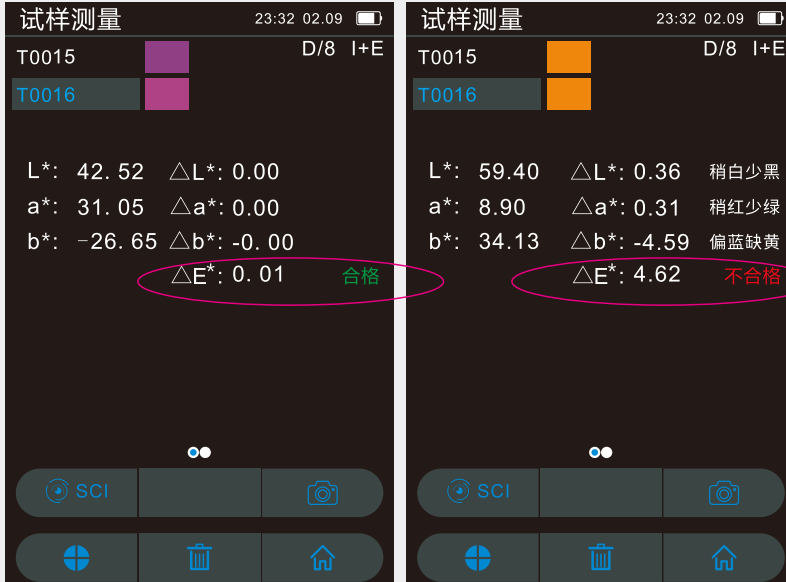 试样测量 23:32 02.09
T0015 D/8 I+E
T0016
L*: 42.52 △L*: 0.00
a*: 31.05 △a*: 0.00
b*: -26.65 △b*: -0.00
△E*: 0.01 合格
SCI
试样测量 23:32 02.09
T0015 D/8 I+E
T0016
L*: 59.40 △L*: 0.36 稍白少黑
a*: 8.90 △a*: 0.31 稍红少绿
b*: 34.13 △b*: -4.59 偏蓝缺黄
△E*: 4.62 不合格
SCI